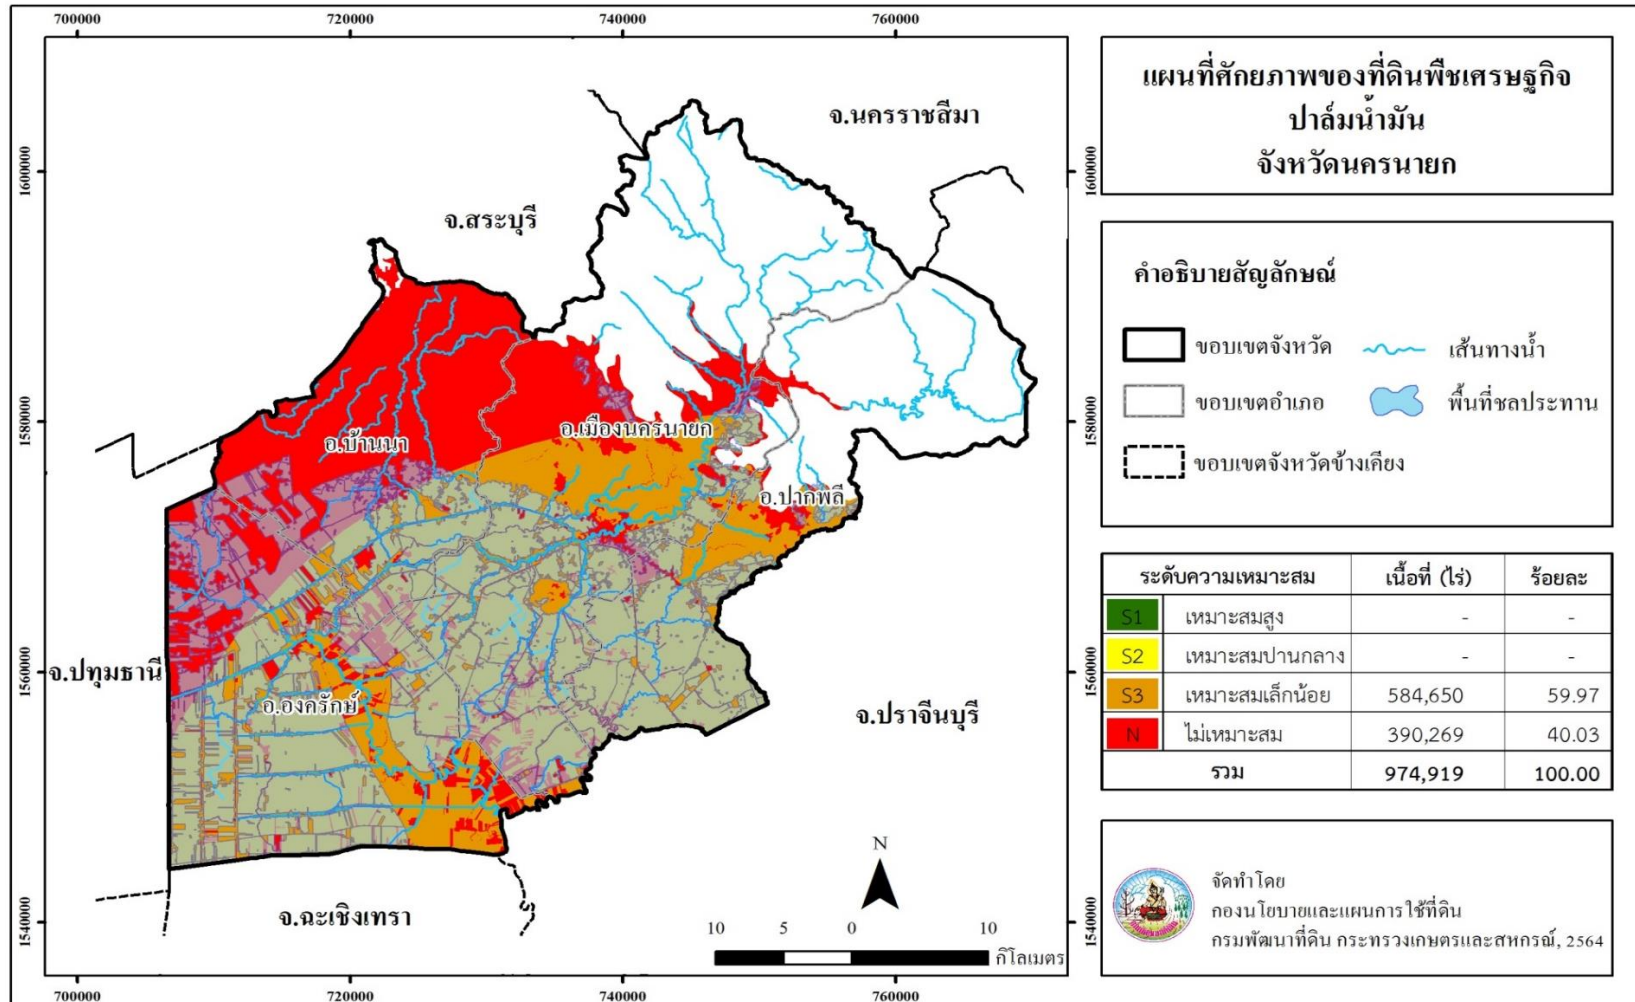 700000 720000 740000 760000
แผนที่ศักยภาพของที่ดินพืชเศรษฐกิจ
ปาล์มน้ำมัน
จังหวัดนครนายก
จ.นครราชสีมา
1600000 1600000
จ.สระบุรี
คำอธิบายสัญลักษณ์
ขอบเขตจังหวัด เส้นทางน้ำ
ขอบเขตอำเภอ พื้นที่ชลประทาน
ขอบเขตจังหวัดข้างเคียง
1580000 1580000
อ.บ้านนา
อ.เมืองนครนายก
อ.ปากพลี
ระดับความเหมาะสม เนื้อที่ (ไร่) ร้อยละ
S1 เหมาะสมสูง - -
S2 เหมาะสมปานกลาง - -
S3 เหมาะสมเล็กน้อย 584,650 59.97
N ไม่เหมาะสม 390,269 40.03
รวม 974,919 100.00
จ.ปทุมธานี
1560000 1560000
อ.องครักษ์
จ.ปราจีนบุรี
N
จ.ฉะเชิงเทรา
1540000 1540000
10 5 0 10
กิโลเมตร
จัดทำโดย
กองนโยบายและแผนการใช้ที่ดิน
กรมพัฒนาที่ดิน กระทรวงเกษตรและสหกรณ์, 2564
700000 720000 740000 760000